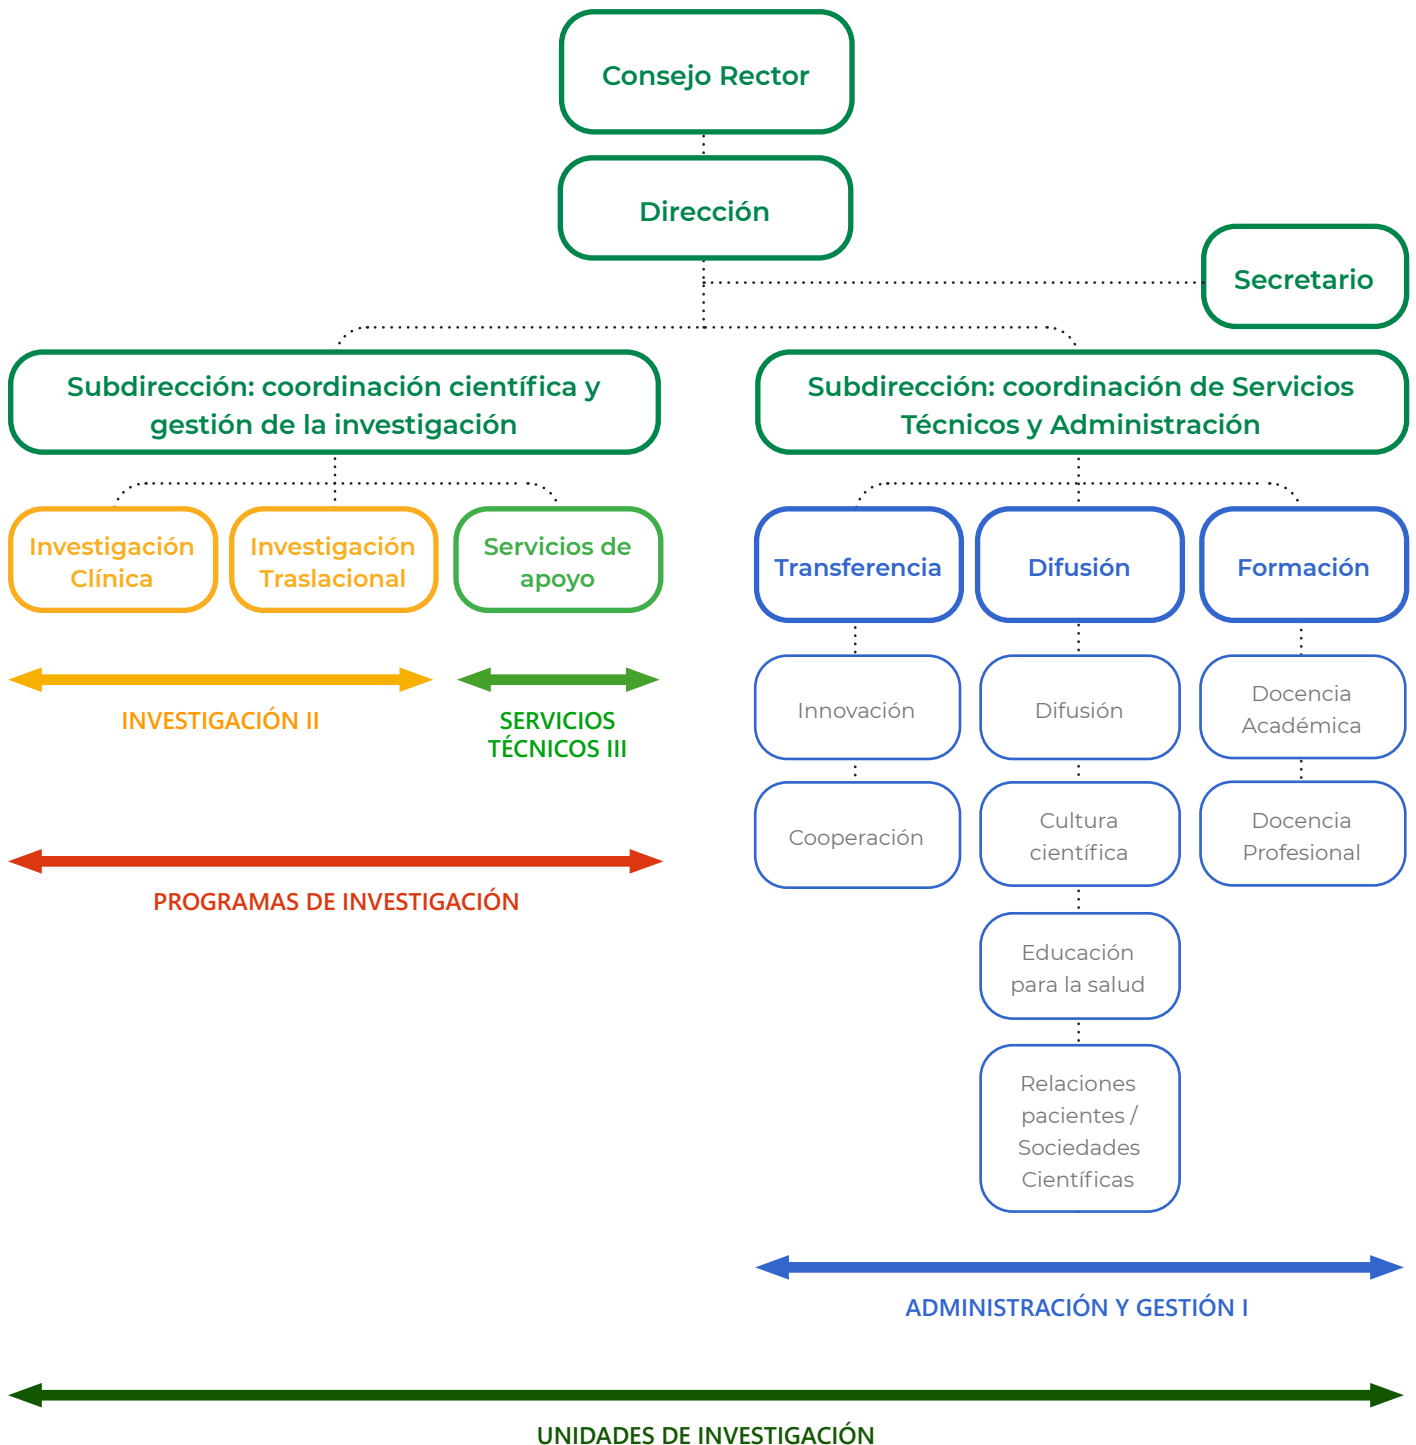 Consejo Rector
Dirección
Secretario
Subdirección: coordinación científica y
gestión de la investigación
Subdirección: coordinación de Servicios
Técnicos y Administración
Investigación
Clínica
Investigación
Traslacional
Servicios de
apoyo
Transferencia
Difusión
Formación
INVESTIGACIÓN II
SERVICIOS
TÉCNICOS III
PROGRAMAS DE INVESTIGACIÓN
Innovación
Cooperación
Difusión
Cultura
científica
Educación
para la salud
Relaciones
pacientes /
Sociedades
Científicas
Docencia
Académica
Docencia
Profesional
ADMINISTRACIÓN Y GESTIÓN I
UNIDADES DE INVESTIGACIÓN